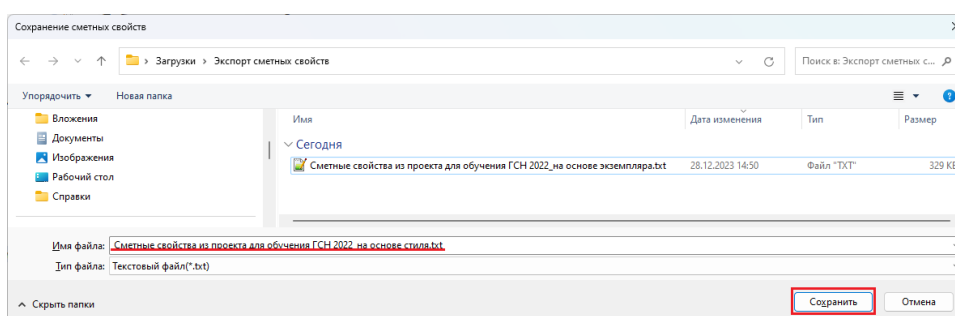 Сохранение сметных свойств
Загрузки › Экспорт сметных свойств
Поиск в: Экспорт сметных с...
Упорядочить
Новая папка
Вложения
Документы
Изображения
Рабочий стол
Справки
Имя
Дата изменения
Тип
Размер
Сегодня
Сметные свойства из проекта для обучения ГСН 2022_на основе экземпляра.txt
28.12.2023 14:50
Файл "TXT"
329 КБ
Имя файла: Сметные свойства из проекта для обучения ГСН 2022_на основе стиля.txt
Тип файла: Текстовый файл(*.txt)
Скрыть папки
Сохранить
Отмена